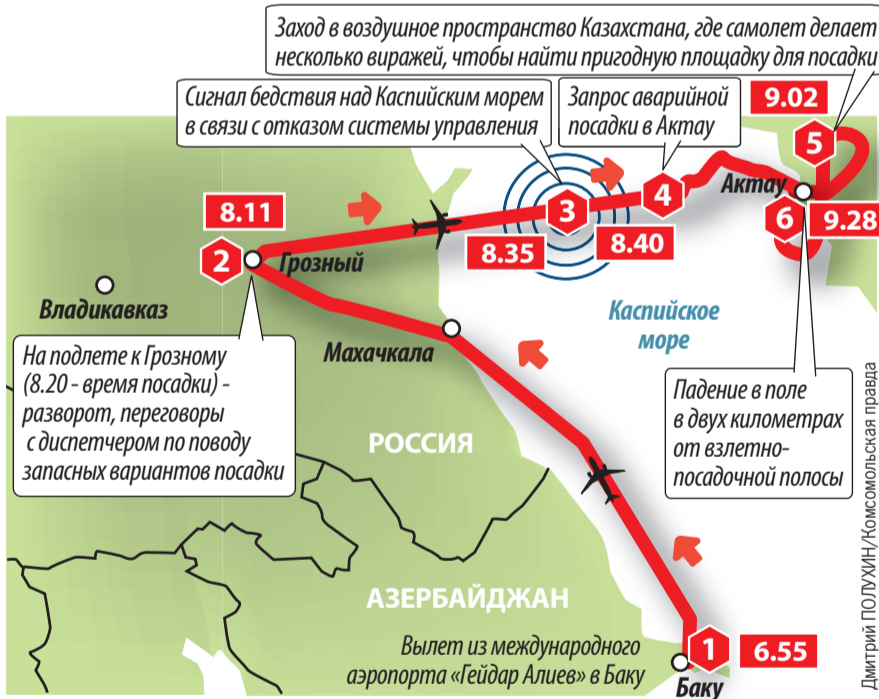 Заход в воздушное пространство Казахстана, где самолет делает
несколько виражей, чтобы найти пригодную площадку для посадки
Сигнал бедствия над Каспийским морем
в связи с отказом системы управления
Запрос аварийной
посадки в Актау
9.02
5
Актау
6
9.28
8.11
2
Грозный
3
4
8.35
8.40
Владикавказ
Каспийское
море
Махачкала
На подлете к Грозному
(8.20 - время посадки) -
разворот, переговоры
с диспетчером по поводу
запасных вариантов посадки
Падение в поле
в двух километрах
от взлетно-
посадочной полосы
РОССИЯ
АЗЕРБАЙДЖАН
Вылет из международного
аэропорта «Гейдар Алиев» в Баку
1
6.55
Баку
Дмитрий ПОЛУХИН/Комсомольская правда